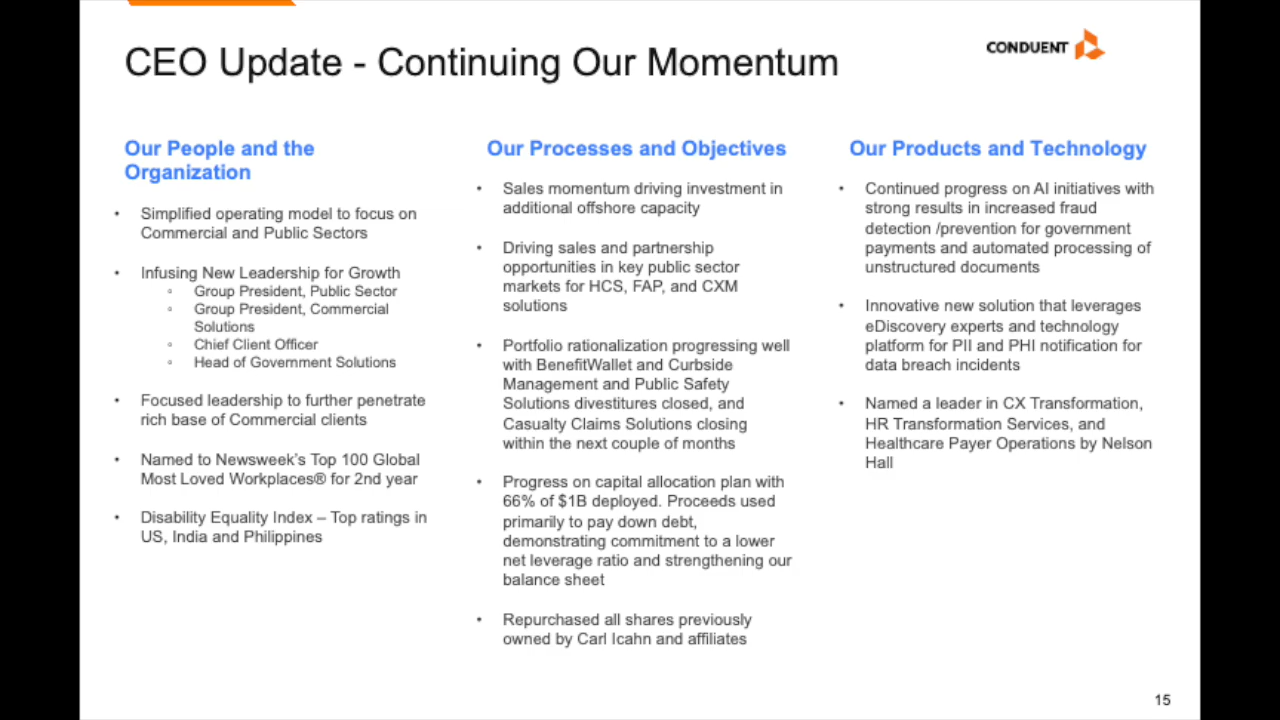 CEO Update - Continuing Our Momentum
CONDUENT
Our People and the
Organization
• Simplified operating model to focus on
Commercial and Public Sectors
• Infusing New Leadership for Growth
◦ Group President, Public Sector
◦ Group President, Commercial
Solutions
◦ Chief Client Officer
◦ Head of Government Solutions
• Focused leadership to further penetrate
rich base of Commercial clients
• Named to Newsweek’s Top 100 Global
Most Loved Workplaces® for 2nd year
• Disability Equality Index – Top ratings in
US, India and Philippines
Our Processes and Objectives
• Sales momentum driving investment in
additional offshore capacity
• Driving sales and partnership
opportunities in key public sector
markets for HCS, FAP, and CXM
solutions
• Portfolio rationalization progressing well
with BenefitWallet and Curbside
Management and Public Safety
Solutions divestitures closed, and
Casualty Claims Solutions closing
within the next couple of months
• Progress on capital allocation plan with
66% of $1B deployed. Proceeds used
primarily to pay down debt,
demonstrating commitment to a lower
net leverage ratio and strengthening our
balance sheet
• Repurchased all shares previously
owned by Carl Icahn and affiliates
Our Products and Technology
• Continued progress on AI initiatives with
strong results in increased fraud
detection /prevention for government
payments and automated processing of
unstructured documents
• Innovative new solution that leverages
eDiscovery experts and technology
platform for PII and PHI notification for
data breach incidents
• Named a leader in CX Transformation,
HR Transformation Services, and
Healthcare Payer Operations by Nelson
Hall
15